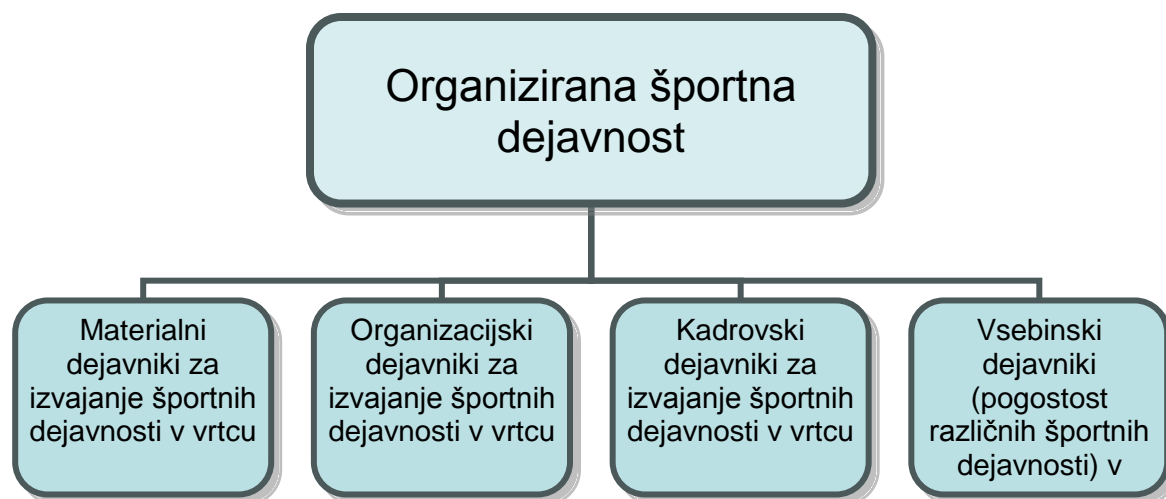 Organizirana športna
dejavnost
Materialni
dejavniki za
izvajanje športnih
dejavnosti v vrtcu
Organizacijski
dejavniki za
izvajanje športnih
dejavnosti v vrtcu
Kadrovski
dejavniki za
izvajanje športnih
dejavnosti v vrtcu
Vsebinski
dejavniki
(pogostost
različnih športnih
dejavnosti) v